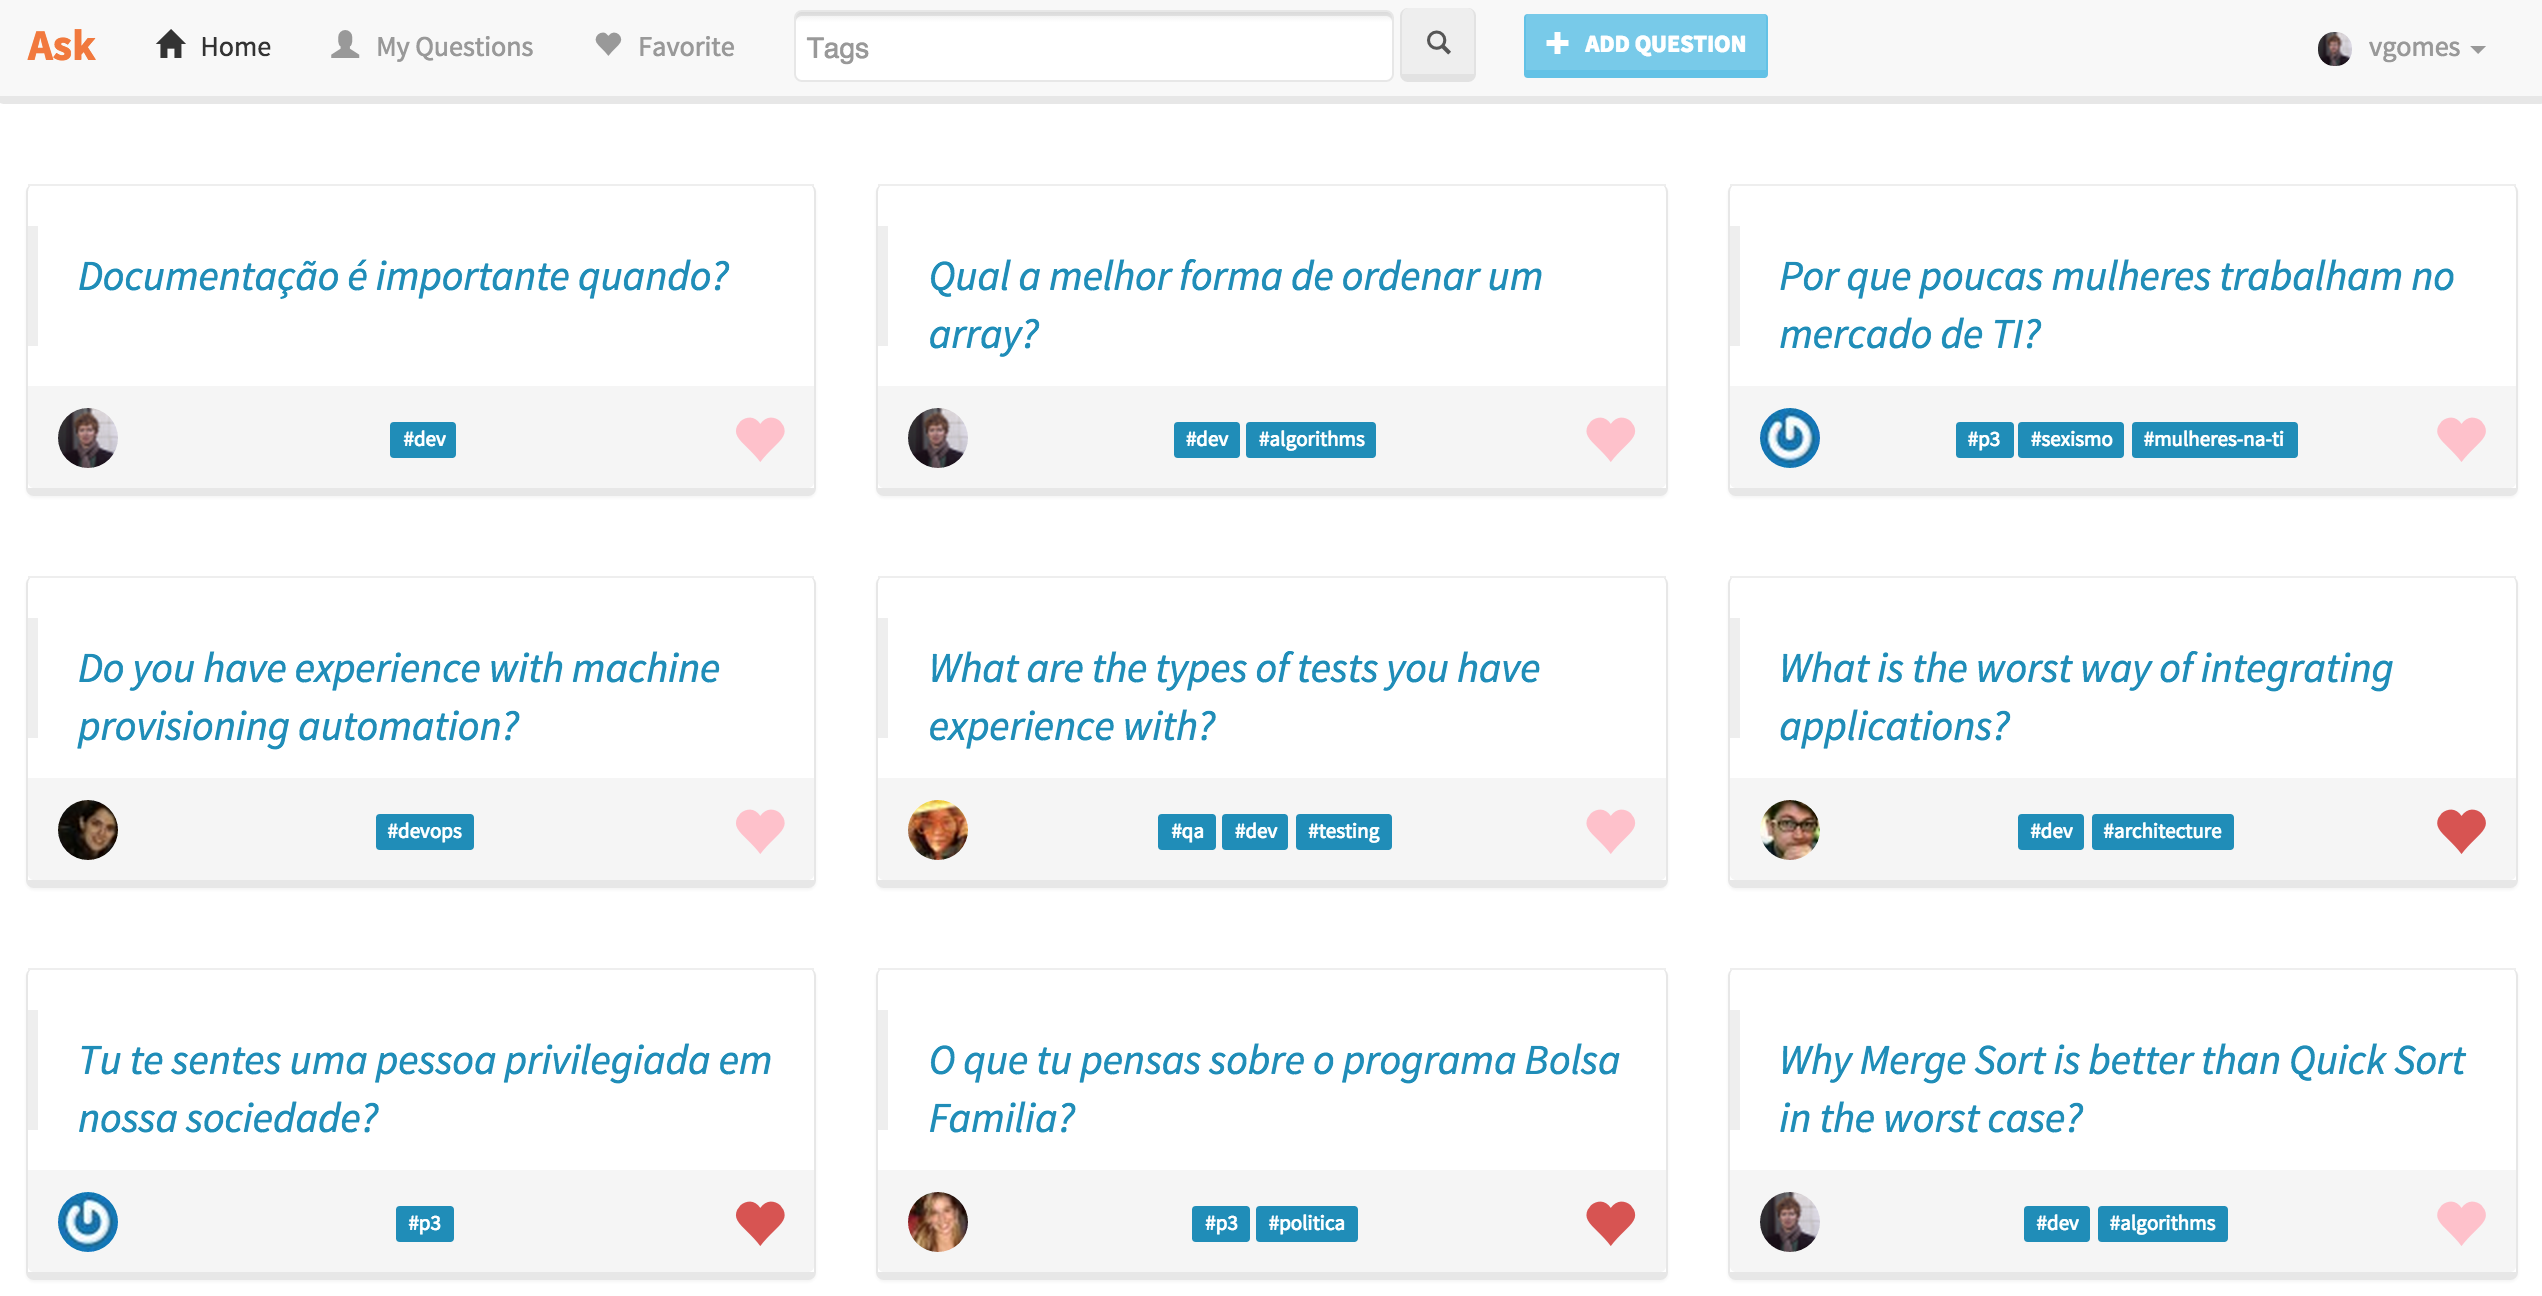 Ask Home My Questions Favorite Tags ADD QUESTION vgomes
Documentação é importante quando?
#dev
Qual a melhor forma de ordenar um
array?
#dev #algorithms
Por que poucas mulheres trabalham no
mercado de TI?
#p3 #sexismo #mulheres-na-ti
Do you have experience with machine
provisioning automation?
#devops
What are the types of tests you have
experience with?
#qa #dev #testing
What is the worst way of integrating
applications?
#dev #architecture
Tu te sentes uma pessoa privilegiada em
nossa sociedade?
#p3
O que tu pensas sobre o programa Bolsa
Familia?
#p3 #politica
Why Merge Sort is better than Quick Sort
in the worst case?
#dev #algorithms